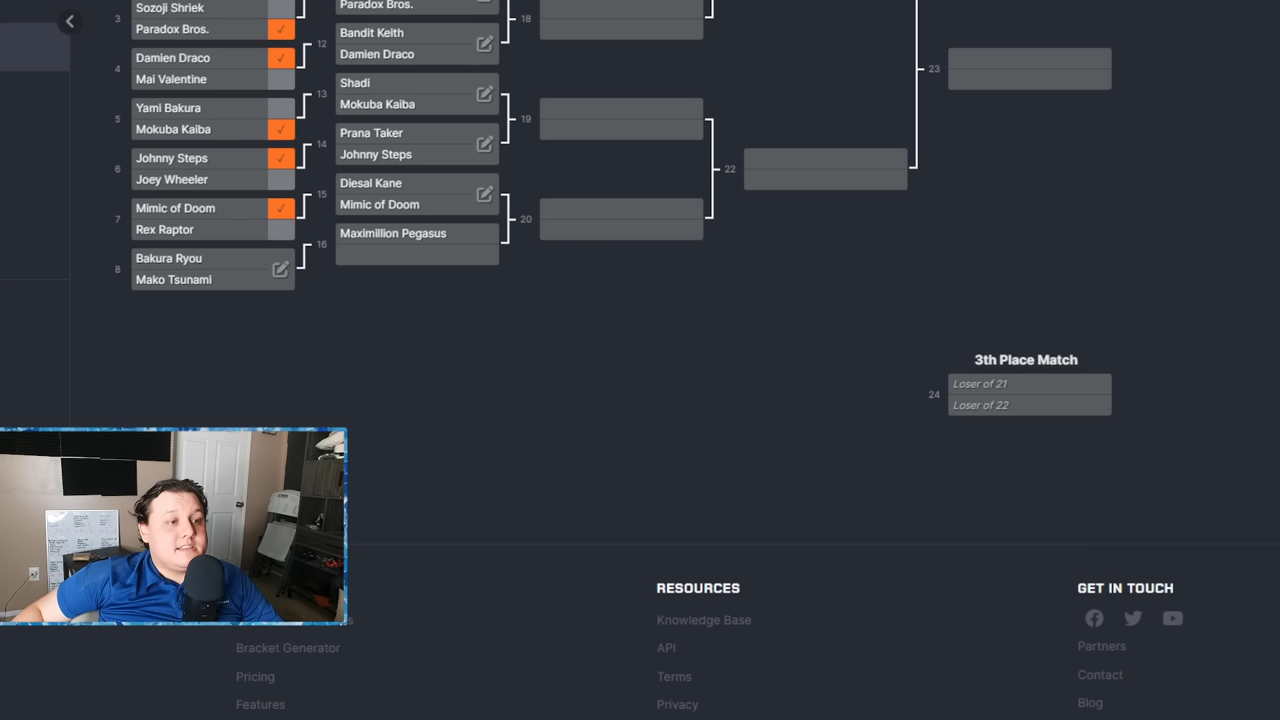 Sozoji Shriek
3
Paradox Bros.
✓
Damien Draco
✓
4
Mai Valentine
Yami Bakura
5
Mokuba Kaiba
✓
Johnny Steps
✓
6
Joey Wheeler
Mimic of Doom
✓
7
Rex Raptor
Bakura Ryou
8
Mako Tsunami
Paradox Bros.
12
Bandit Keith
Damien Draco
13
Shadi
Mokuba Kaiba
14
Prana Taker
Johnny Steps
15
Diesal Kane
Mimic of Doom
16
Maximillion Pegasus
18
19
20
22
23
3th Place Match
24
Loser of 21
Loser of 22
s
Bracket Generator
Pricing
Features
RESOURCES
Knowledge Base
API
Terms
Privacy
GET IN TOUCH
Partners
Contact
Blog